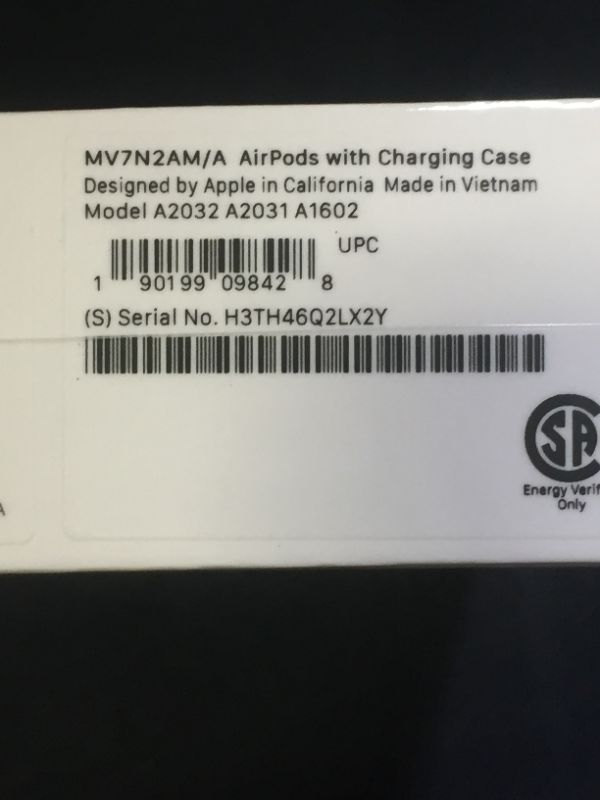 MV7N2AM/A AirPods with Charging Case
Designed by Apple in California Made in Vietnam
Model A2032 A2031 A1602
UPC
1 90199 09842 8
(S) Serial No. H3TH46Q2LX2Y
SA
Energy Verif
Only
A